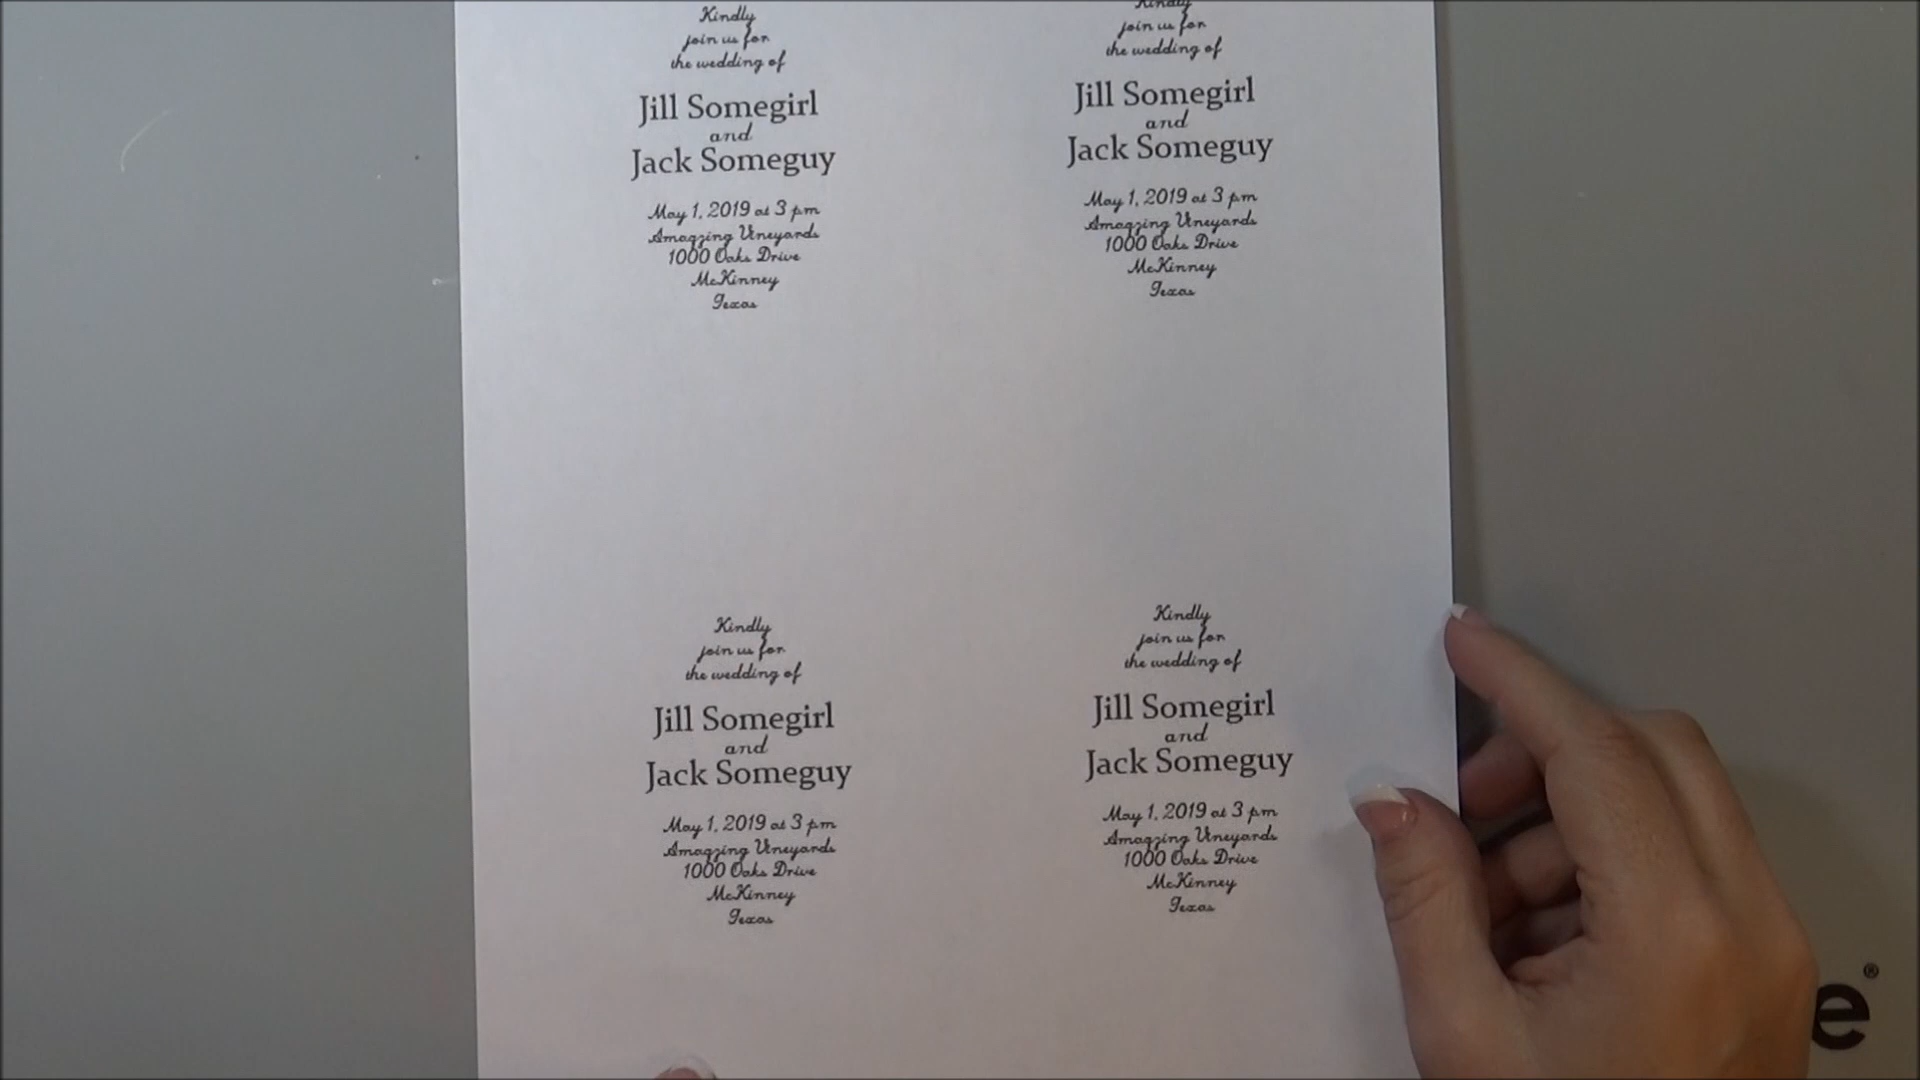 Kindly
join us for
the wedding of
Jill Somegirl
and
Jack Someguy
May 1, 2019 at 3 pm
Amazing Vineyards
1000 Oaks Drive
McKinney
Texas
Kindly
join us for
the wedding of
Jill Somegirl
and
Jack Someguy
May 1, 2019 at 3 pm
Amazing Vineyards
1000 Oaks Drive
McKinney
Texas
Kindly
join us for
the wedding of
Jill Somegirl
and
Jack Someguy
May 1, 2019 at 3 pm
Amazing Vineyards
1000 Oaks Drive
McKinney
Texas
Kindly
join us for
the wedding of
Jill Somegirl
and
Jack Someguy
May 1, 2019 at 3 pm
Amazing Vineyards
1000 Oaks Drive
McKinney
Texas
e®